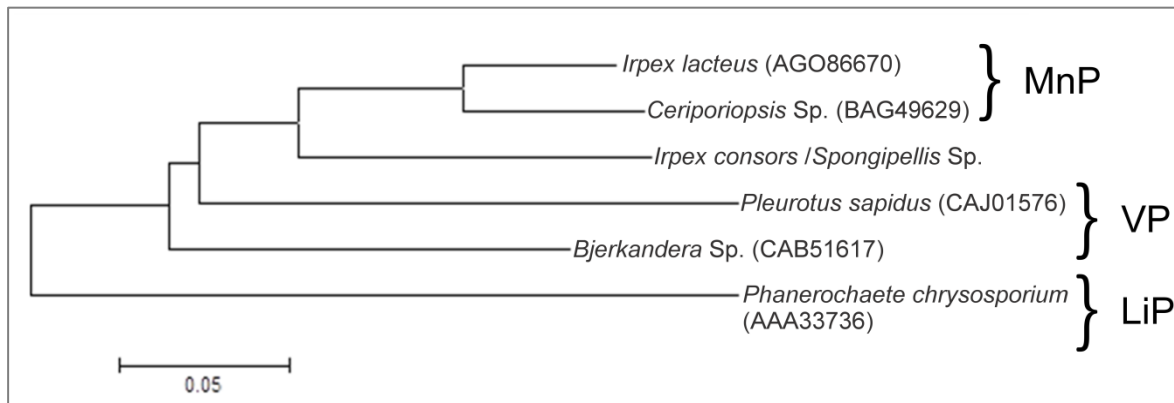 Irpex lacteus (AGO86670)
MnP
Ceriporiopsis Sp. (BAG49629)
Irpex consors /Spongipellis Sp.
Pleurotus sapidus (CAJ01576)
VP
Bjerkandera Sp. (CAB51617)
Phanerochaete chrysosporium
(AAA33736)
LiP
0.05